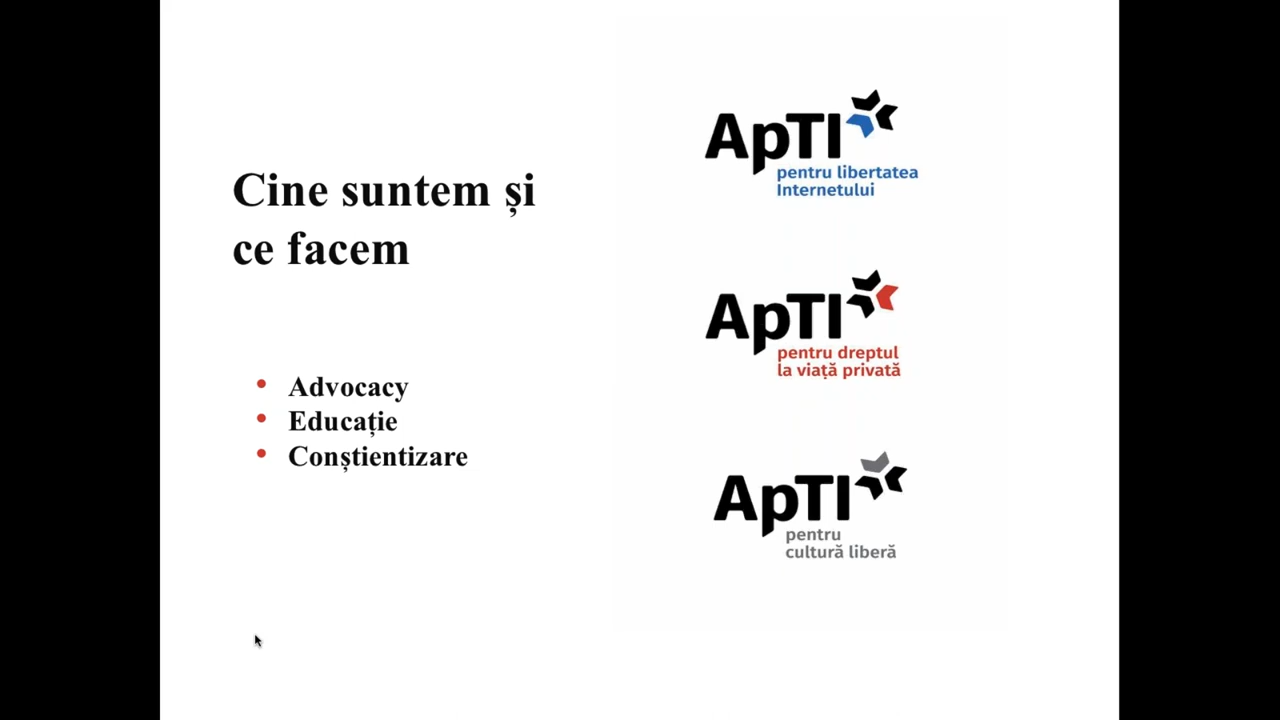 Cine suntem și
ce facem
Advocacy
Educație
Conștientizare
ApTI
pentru libertatea
Internetului
ApTI
pentru dreptul
la viață privată
ApTI
pentru
cultură liberă